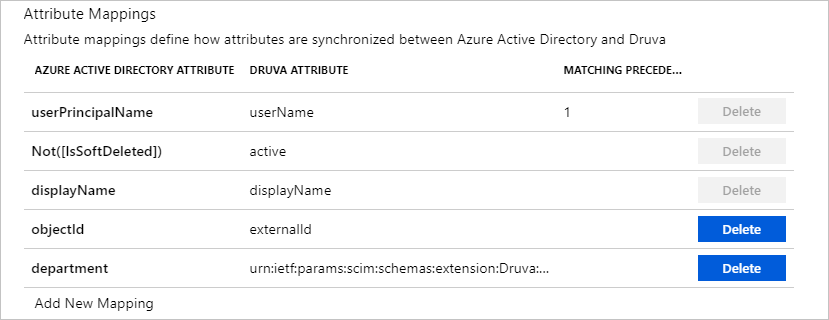 Attribute Mappings
Attribute mappings define how attributes are synchronized between Azure Active Directory and Druva
AZURE ACTIVE DIRECTORY ATTRIBUTE DRUVA ATTRIBUTE MATCHING PRECEDE...
userPrincipalName userName 1 Delete
Not([IsSoftDeleted]) active Delete
displayName displayName Delete
objectId externalId Delete
department urn:ietf:params:scim:schemas:extension:Druva:... Delete
Add New Mapping